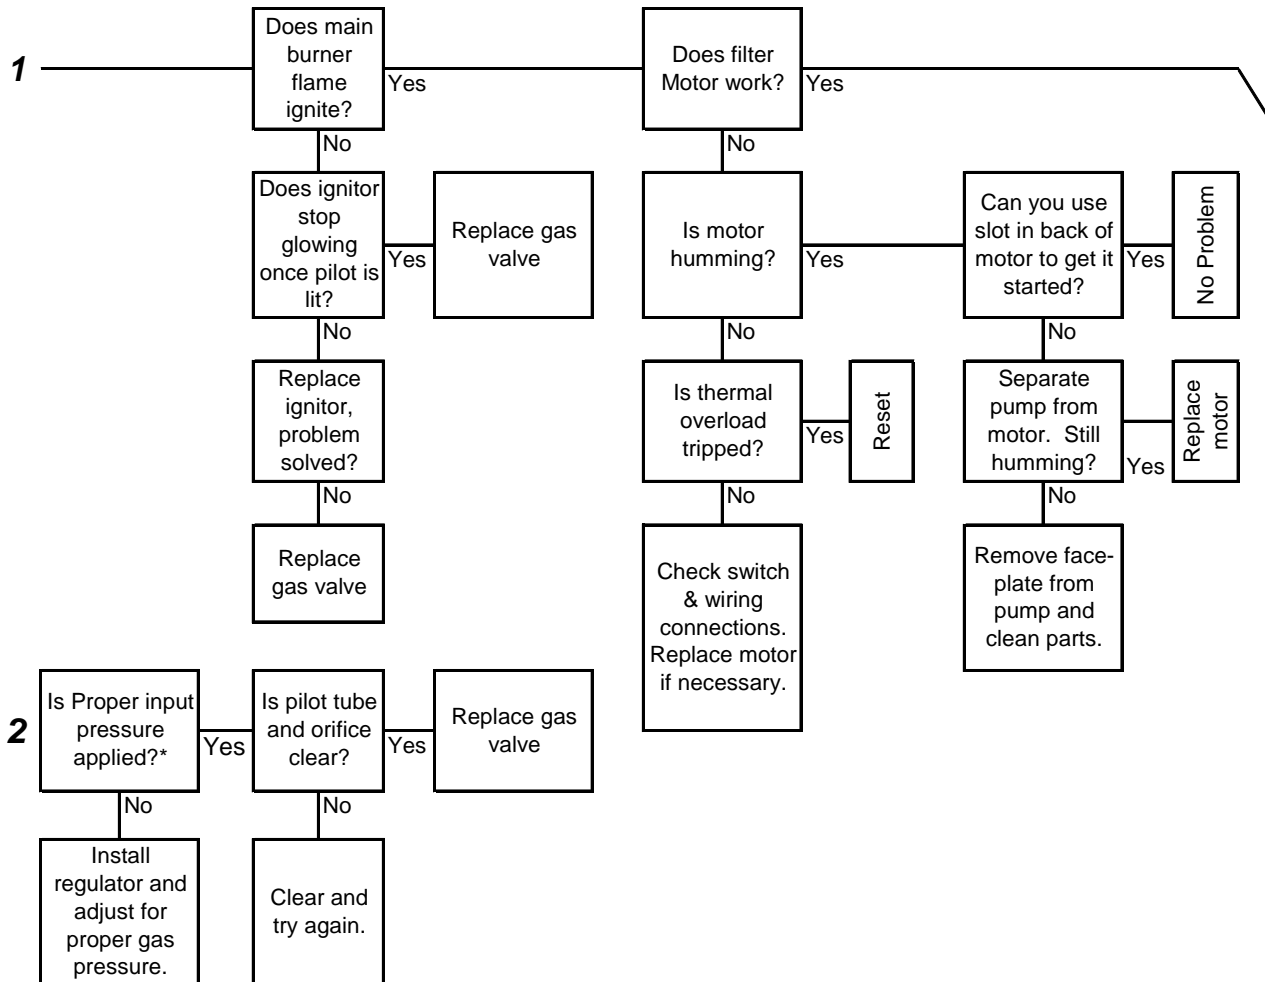 1
Does main
burner
flame
ignite?
Yes
Does filter
Motor work?
Yes
No
No
Does ignitor
stop
glowing
once pilot is
lit?
Yes
Replace gas
valve
Is motor
humming?
Yes
Can you use
slot in back of
motor to get it
started?
Yes
No Problem
No
No
No
Replace
ignitor,
problem
solved?
Is thermal
overload
tripped?
Yes
Reset
Separate
pump from
motor. Still
humming?
Yes
Replace
motor
No
No
No
Replace
gas valve
Check switch
& wiring
connections.
Replace motor
if necessary.
Remove face-
plate from
pump and
clean parts.
2
Is Proper input
pressure
applied?*
Yes
Is pilot tube
and orifice
clear?
Yes
Replace gas
valve
No
No
Install
regulator and
adjust for
proper gas
pressure.
Clear and
try again.